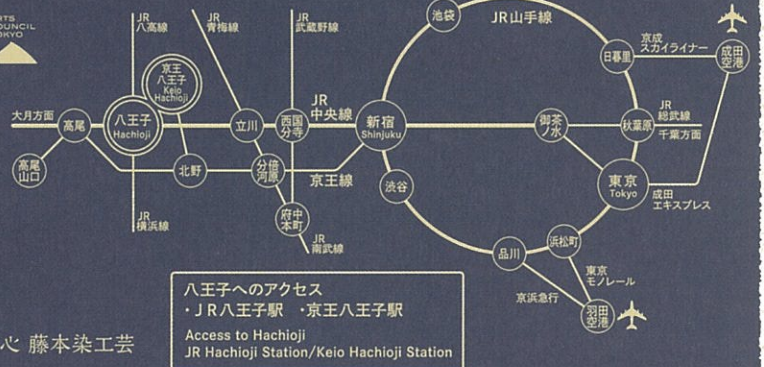 ARTS
COUNCIL
TOKYO
JR
八高線
JR
青梅線
JR
武蔵野線
池袋
JR山手線
日暮里
京成
スカイライナー
成田
空港
京王
八王子
Keio
Hachioji
大月方面
高尾
八王子
Hachioji
立川
西国
分寺
JR
中央線
新宿
Shinjuku
御茶
ノ水
秋葉原
JR
総武線
千葉方面
高尾
山口
北野
分倍
河原
京王線
渋谷
東京
Tokyo
成田
エキスプレス
JR
横浜線
府中
本町
JR
南武線
品川
浜松町
東京
モノレール
京浜急行
羽田
空港
八王子へのアクセス
・JR八王子駅 ・京王八王子駅
Access to Hachioji
JR Hachioji Station/Keio Hachioji Station
心 藤本染工芸